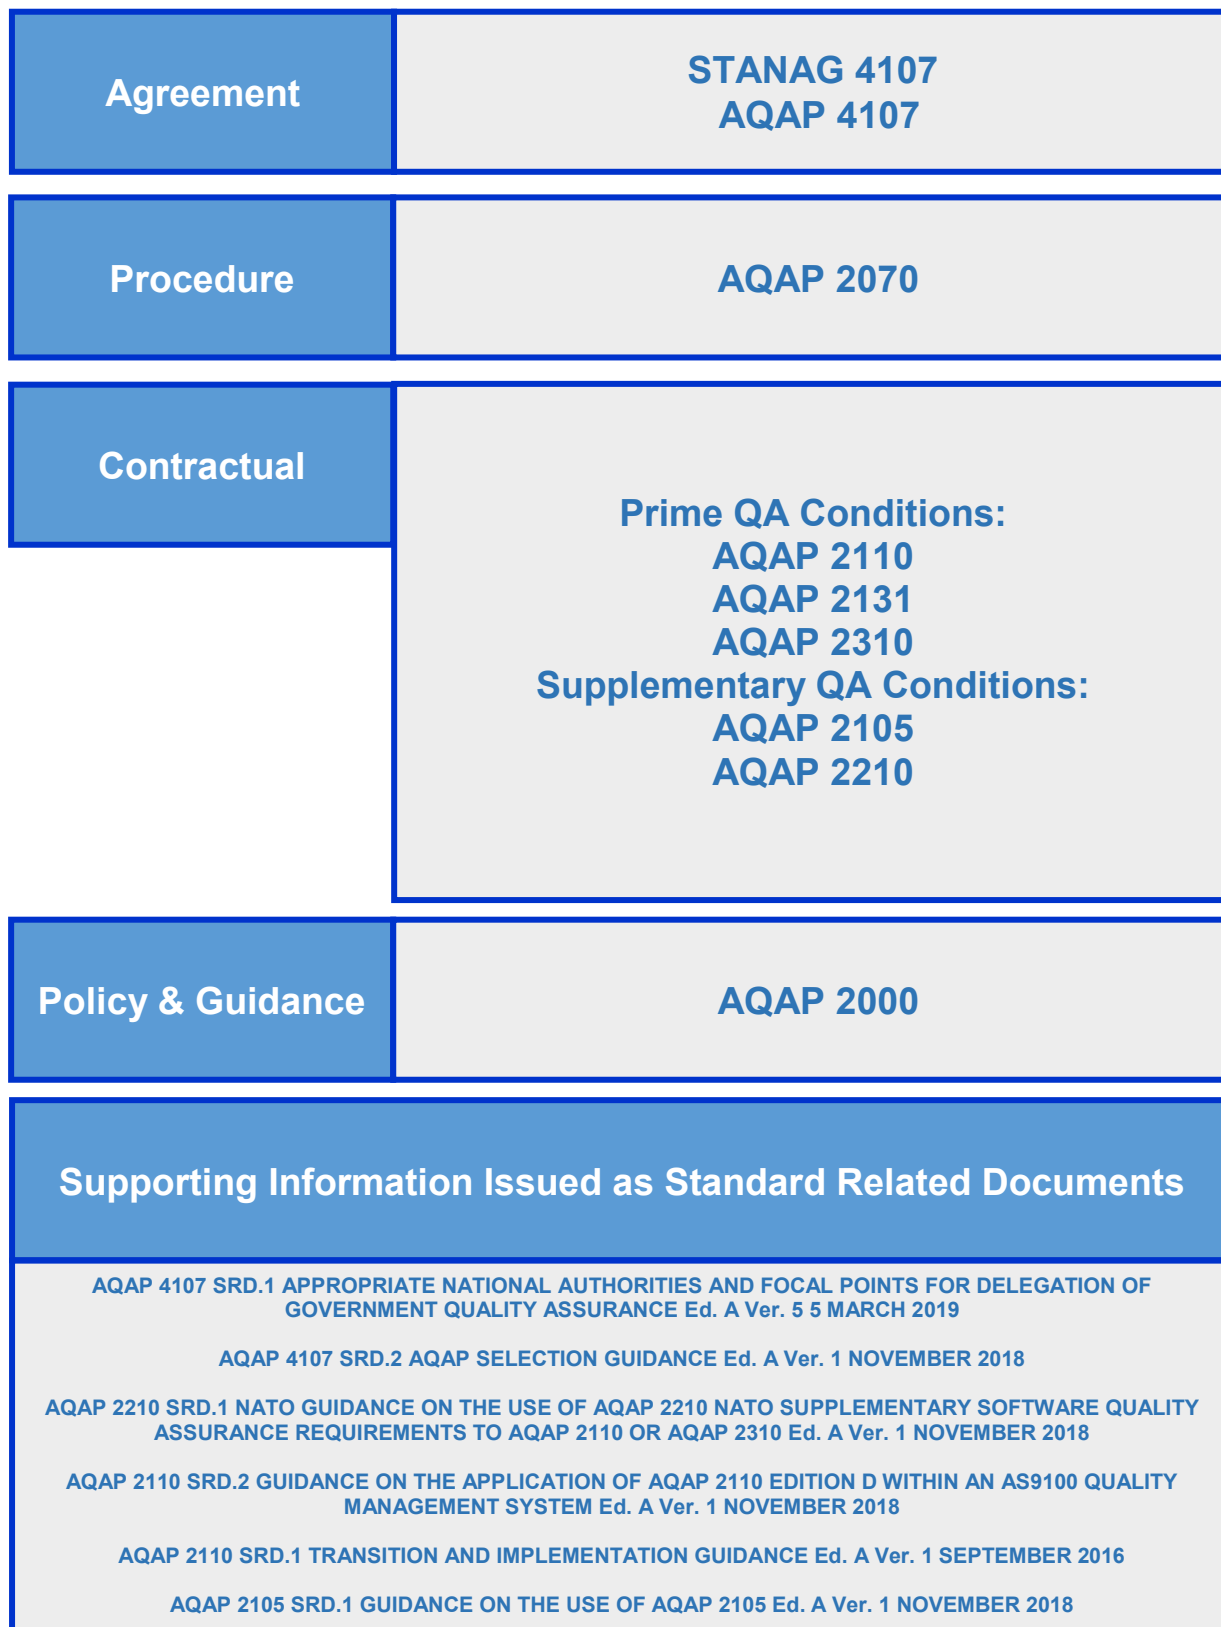 Agreement
STANAG 4107
AQAP 4107
Procedure
AQAP 2070
Contractual
Prime QA Conditions:
AQAP 2110
AQAP 2131
AQAP 2310
Supplementary QA Conditions:
AQAP 2105
AQAP 2210
Policy & Guidance
AQAP 2000
Supporting Information Issued as Standard Related Documents
AQAP 4107 SRD.1 APPROPRIATE NATIONAL AUTHORITIES AND FOCAL POINTS FOR DELEGATION OF
GOVERNMENT QUALITY ASSURANCE Ed. A Ver. 5 5 MARCH 2019
AQAP 4107 SRD.2 AQAP SELECTION GUIDANCE Ed. A Ver. 1 NOVEMBER 2018
AQAP 2210 SRD.1 NATO GUIDANCE ON THE USE OF AQAP 2210 NATO SUPPLEMENTARY SOFTWARE QUALITY
ASSURANCE REQUIREMENTS TO AQAP 2110 OR AQAP 2310 Ed. A Ver. 1 NOVEMBER 2018
AQAP 2110 SRD.2 GUIDANCE ON THE APPLICATION OF AQAP 2110 EDITION D WITHIN AN AS9100 QUALITY
MANAGEMENT SYSTEM Ed. A Ver. 1 NOVEMBER 2018
AQAP 2110 SRD.1 TRANSITION AND IMPLEMENTATION GUIDANCE Ed. A Ver. 1 SEPTEMBER 2016
AQAP 2105 SRD.1 GUIDANCE ON THE USE OF AQAP 2105 Ed. A Ver. 1 NOVEMBER 2018